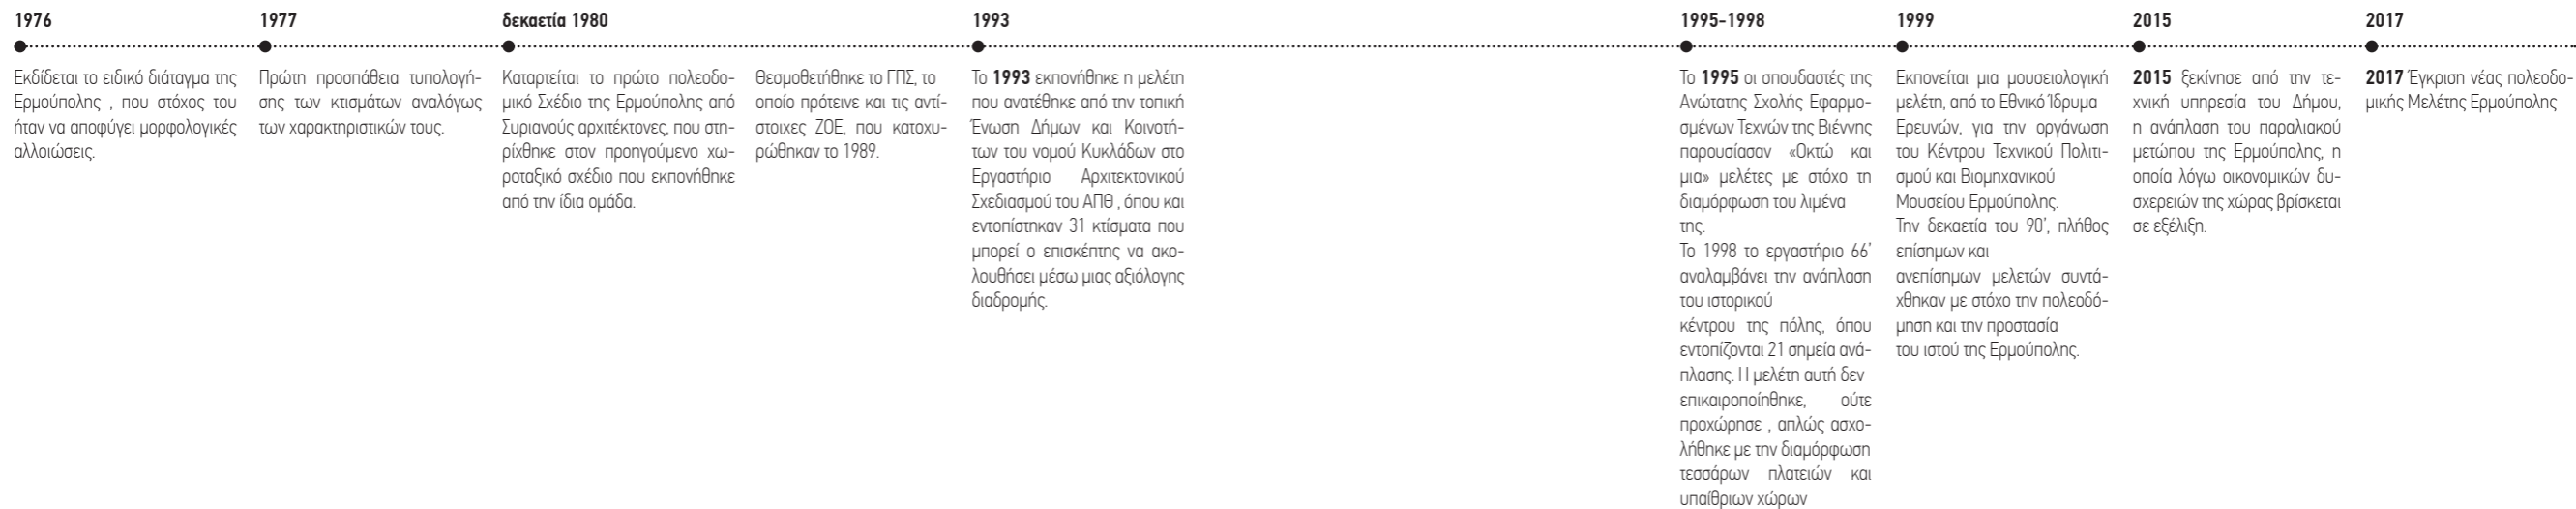 1976
Εκδίδεται το ειδικό διάταγμα της
Ερμούπολης , που στόχος του
ήταν να αποφύγει μορφολογικές
αλλοιώσεις.
1977
Πρώτη προσπάθεια τυπολογή-
σης των κτισμάτων αναλόγως
των χαρακτηριστικών τους.
δεκαετία 1980
Καταρτείται το πρώτο πολεοδο-
μικό Σχέδιο της Ερμούπολης από
Συριανούς αρχιτέκτονες, που στη-
ρίχθηκε στον προηγούμενο χω-
ροταξικό σχέδιο που εκπονήθηκε
από την ίδια ομάδα.
Θεσμοθετήθηκε το ΓΠΣ, το
οποίο πρότεινε και τις αντί-
στοιχες ΖΟΕ, που κατοχυ-
ρώθηκαν το 1989.
1993
Το 1993 εκπονήθηκε η μελέτη
που ανατέθηκε από την τοπική
Ένωση Δήμων και Κοινοτή-
των του νομού Κυκλάδων στο
Εργαστήριο Αρχιτεκτονικού
Σχεδιασμού του ΑΠΘ , όπου και
εντοπίστηκαν 31 κτίσματα που
μπορεί ο επισκέπτης να ακο-
λουθήσει μέσω μιας αξιόλογης
διαδρομής.
1995-1998
Το 1995 οι σπουδαστές της
Ανώτατης Σχολής Εφαρμο-
σμένων Τεχνών της Βιέννης
παρουσίασαν «Οκτώ και
μια» μελέτες με στόχο τη
διαμόρφωση του λιμένα
της.
Το 1998 το εργαστήριο 66'
αναλαμβάνει την ανάπλαση
του ιστορικού
κέντρου της πόλης, όπου
εντοπίζονται 21 σημεία ανά-
πλασης. Η μελέτη αυτή δεν
επικαιροποίηθηκε, ούτε
προχώρησε , απλώς ασχο-
λήθηκε με την διαμόρφωση
τεσσάρων πλατειών και
υπαίθριων χώρων
1999
Εκπονείται μια μουσειολογική
μελέτη, από το Εθνικό Ίδρυμα
Ερευνών, για την οργάνωση
του Κέντρου Τεχνικού Πολιτι-
σμού και Βιομηχανικού
Μουσείου Ερμούπολης.
Την δεκαετία του 90', πλήθος
επίσημων και
ανεπίσημων μελετών συντά-
χθηκαν με στόχο την πολεοδό-
μηση και την προστασία
του ιστού της Ερμούπολης.
2015
2015 ξεκίνησε από την τε-
χνική υπηρεσία του Δήμου,
η ανάπλαση του παραλιακού
μετώπου της Ερμούπολης, η
οποία λόγω οικονομικών δυ-
σχερειών της χώρας βρίσκεται
σε εξέλιξη.
2017
2017 Έγκριση νέας πολεοδο-
μικής Μελέτης Ερμούπολης